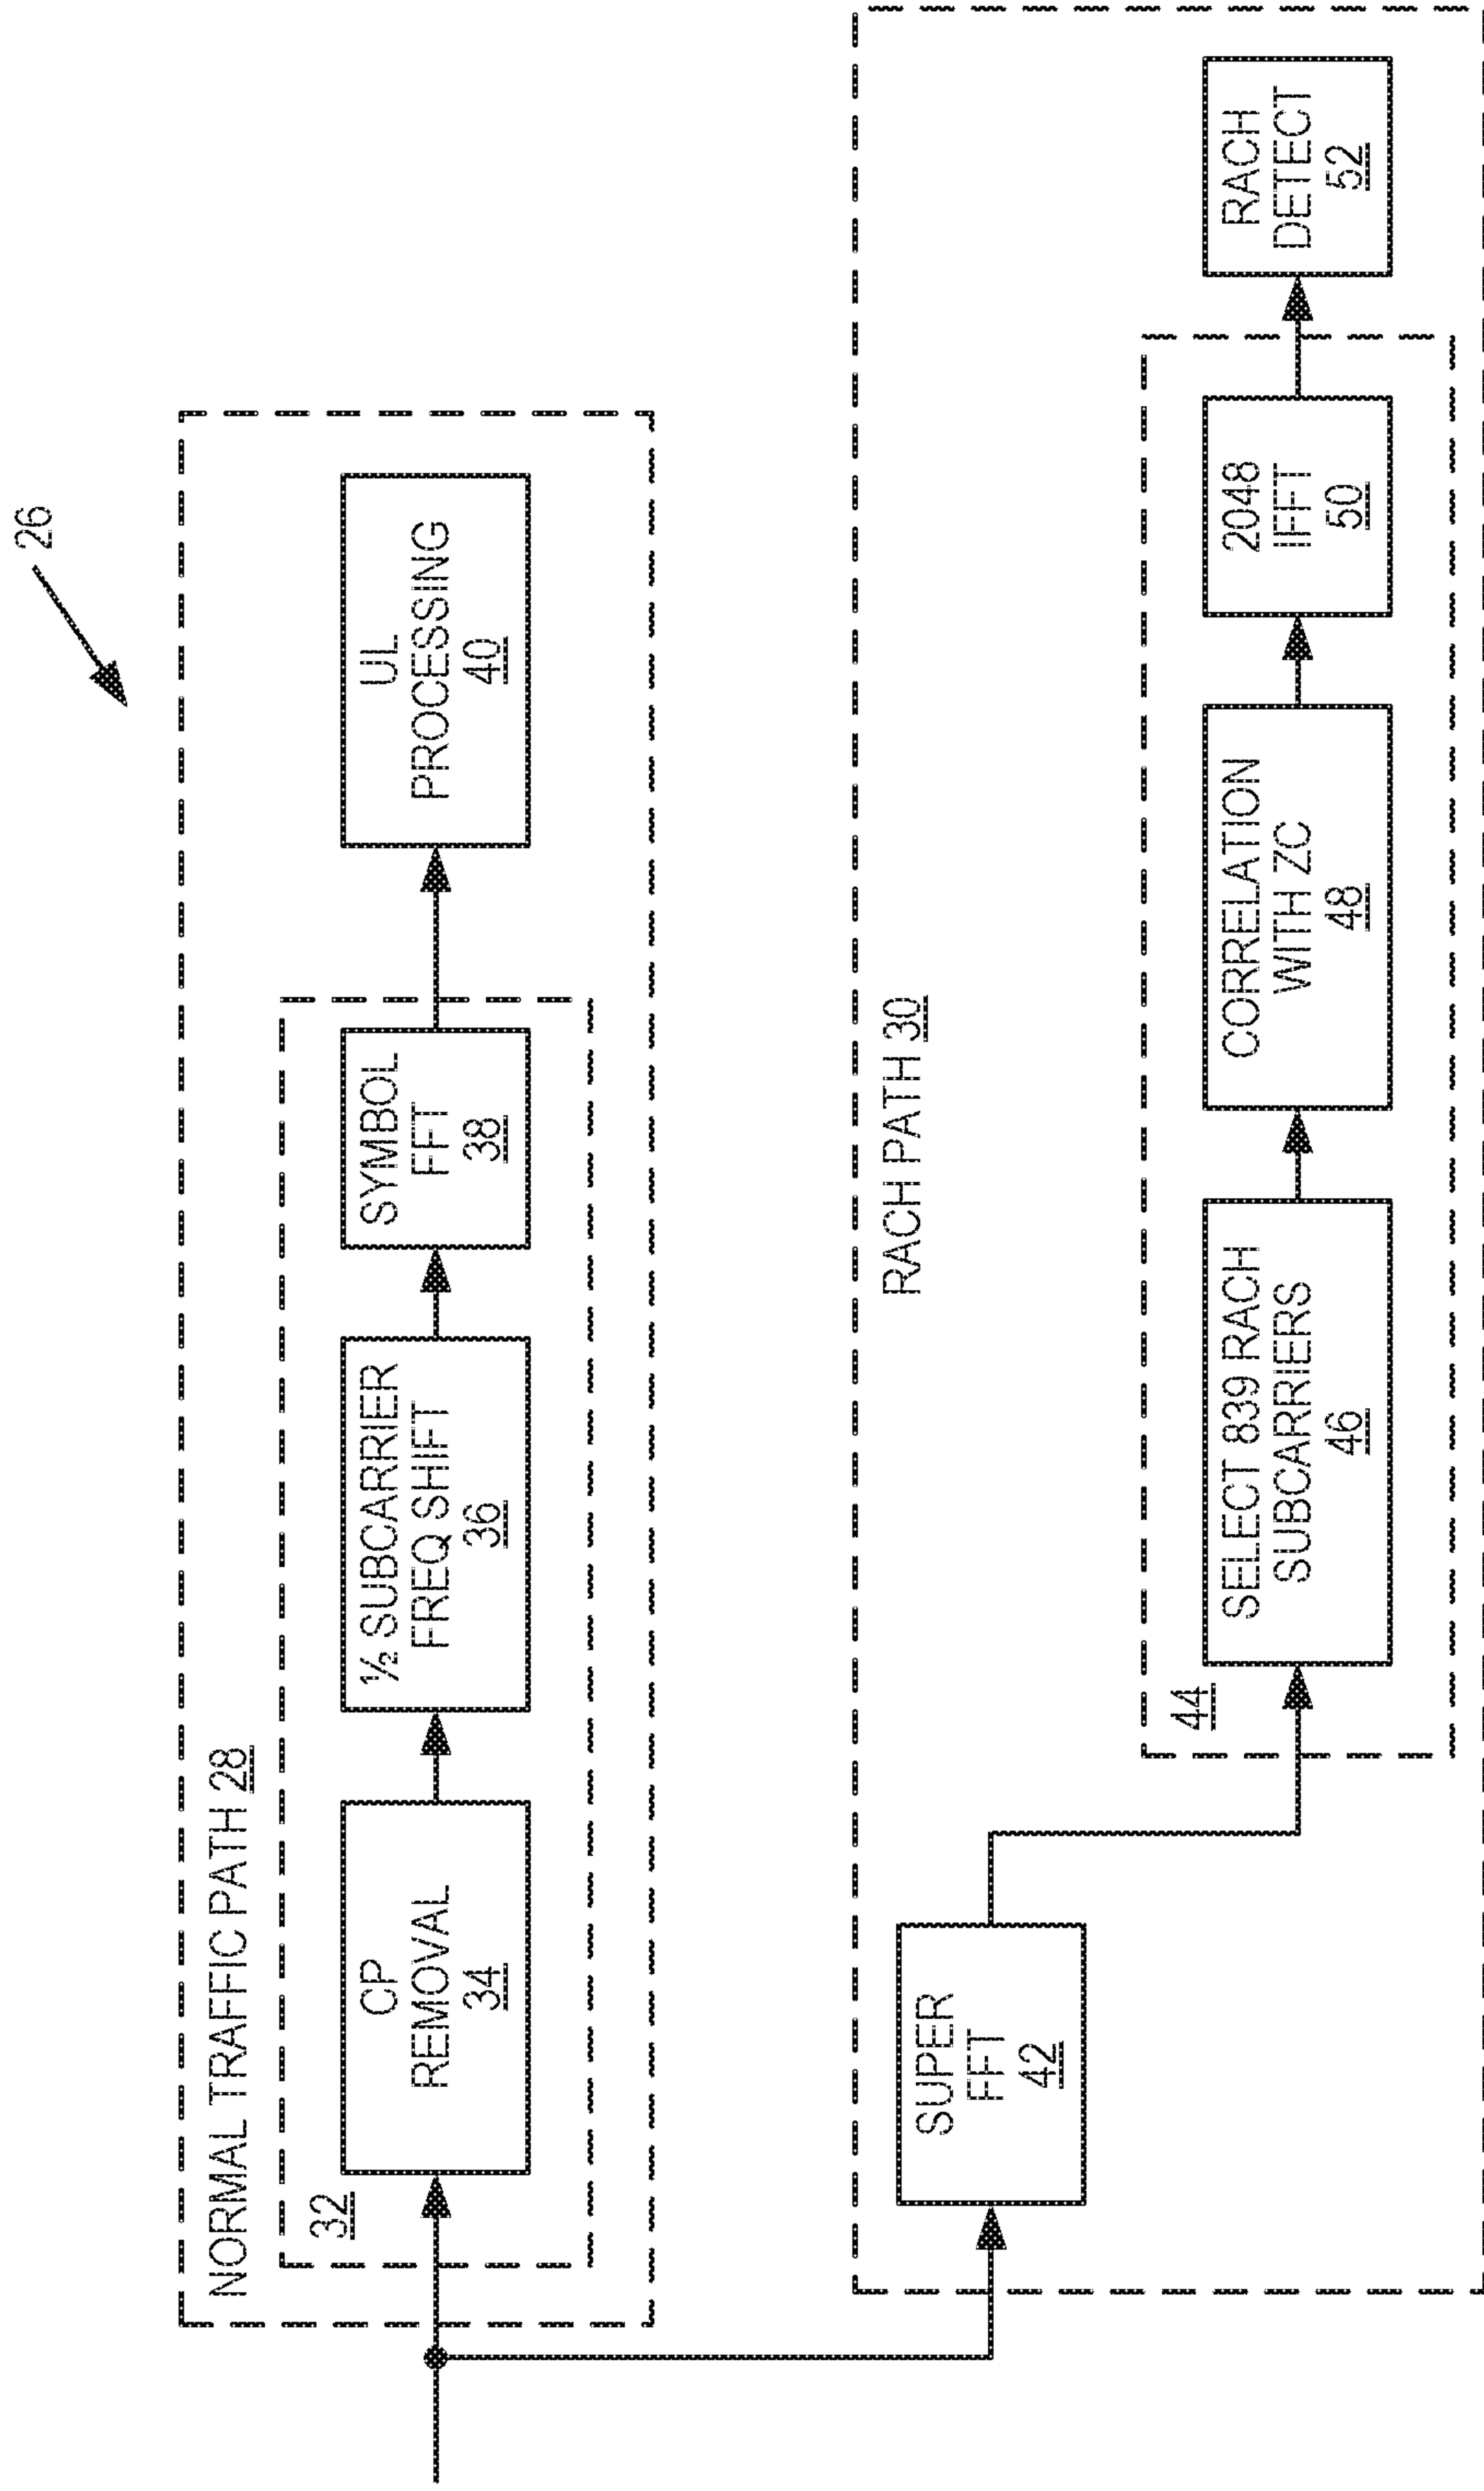 26
NORMAL TRAFFIC PATH 28
32
CP
REMOVAL
34
½ SUBCARRIER
FREQ SHIFT
36
SYMBOL
FFT
38
UL
PROCESSING
40
RACH PATH 30
SUPER
FFT
42
44
SELECT 839 RACH
SUBCARRIERS
46
CORRELATION
WITH ZC
48
2048
IFFT
50
RACH
DETECT
52